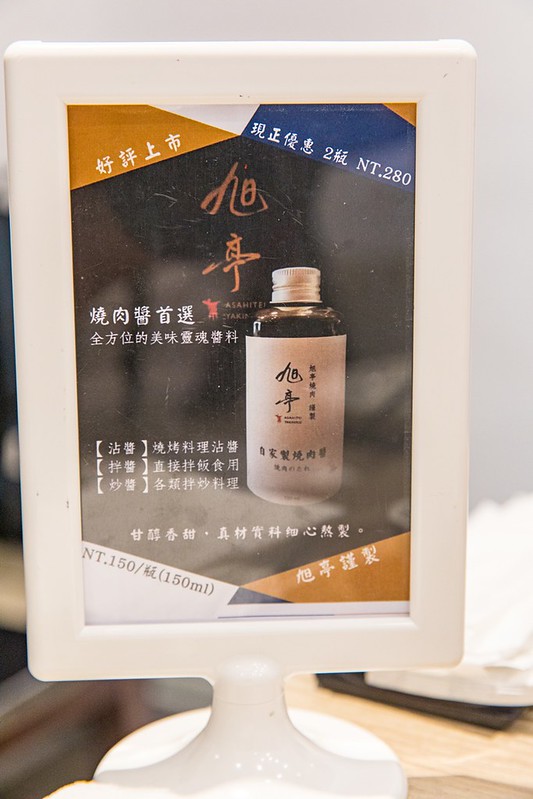 好評上市
現正優惠 2瓶 NT.280
旭亭
ASAHITEI
燒肉醬首選
全方位的美味靈魂醬料
旭亭
旭亭燒肉 謹製
自家製燒肉醬
【沾醬】燒烤料理沾醬
【拌醬】直接拌飯食用
【炒醬】各類拌炒料理
甘醇香甜．真材實料細心熬製。
NT.150/瓶(150ml)
旭亭謹製